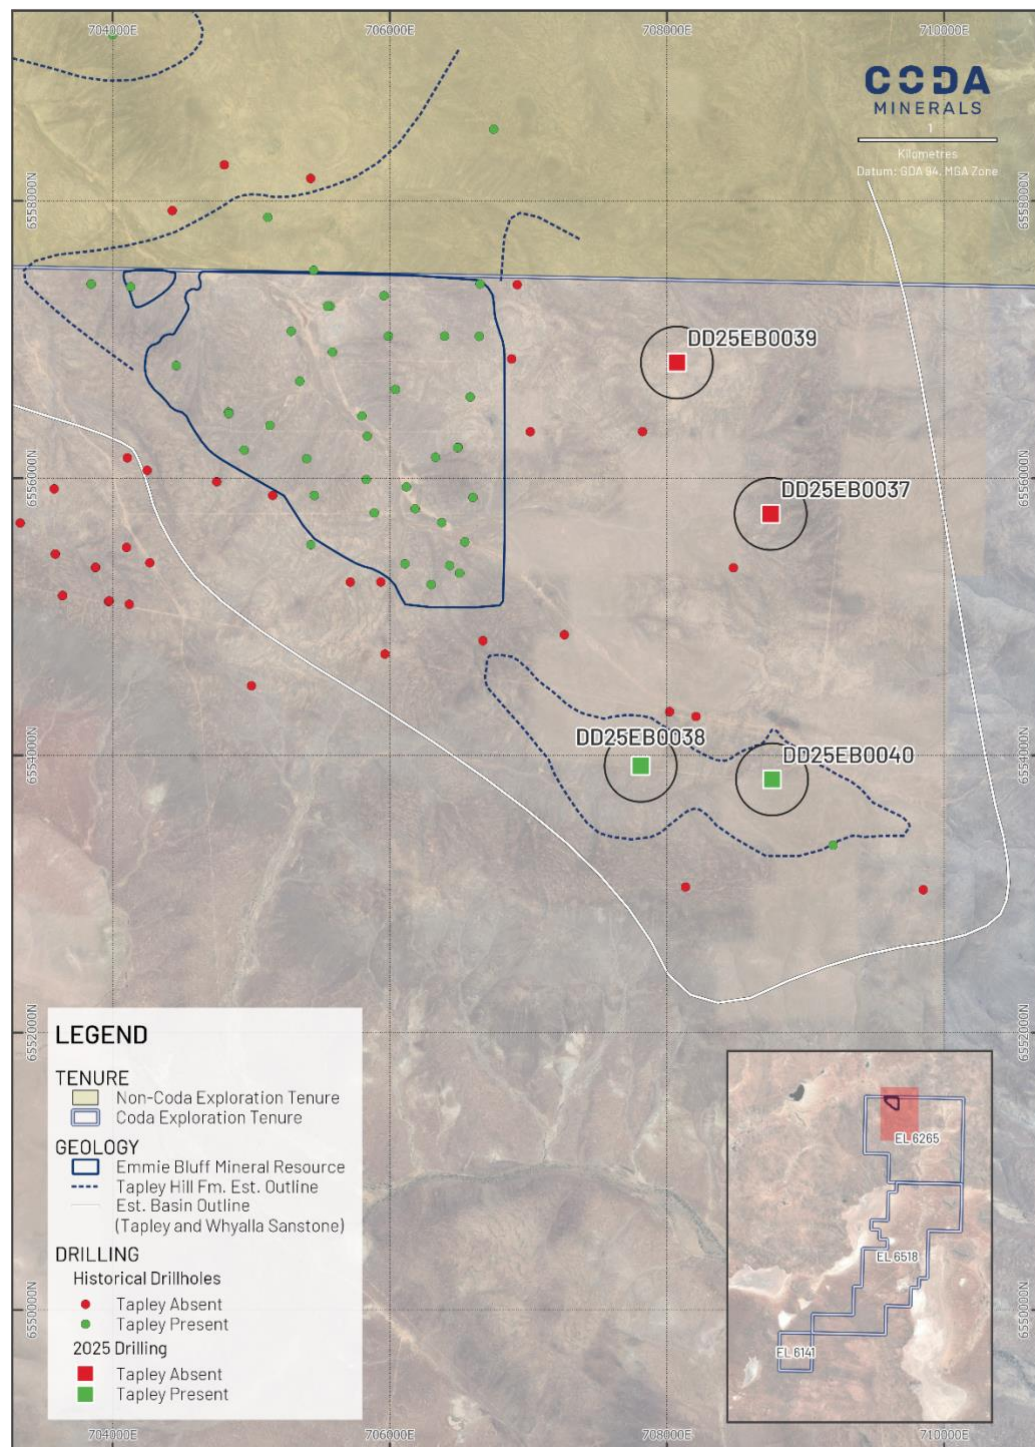 704000E
706000E
708000E
710000E
CODA
MINERALS
1
Kilometres
Datum: GDA 94, MGA Zone
6558000N
6558000N
DD25EB0039
6556000N
DD25EB0037
6556000N
6554000N
DD25EB0038
DD25EB0040
6554000N
6552000N
6552000N
LEGEND
TENURE
Non-Coda Exploration Tenure
Coda Exploration Tenure
GEOLOGY
Emmie Bluff Mineral Resource
Tapley Hill Fm. Est. Outline
Est. Basin Outline
(Tapley and Whyalla Sanstone)
DRILLING
Historical Drillholes
Tapley Absent
Tapley Present
2025 Drilling
Tapley Absent
Tapley Present
EL 6265
EL 6518
EL 6141
6550000N
6550000N
704000E
706000E
708000E
710000E